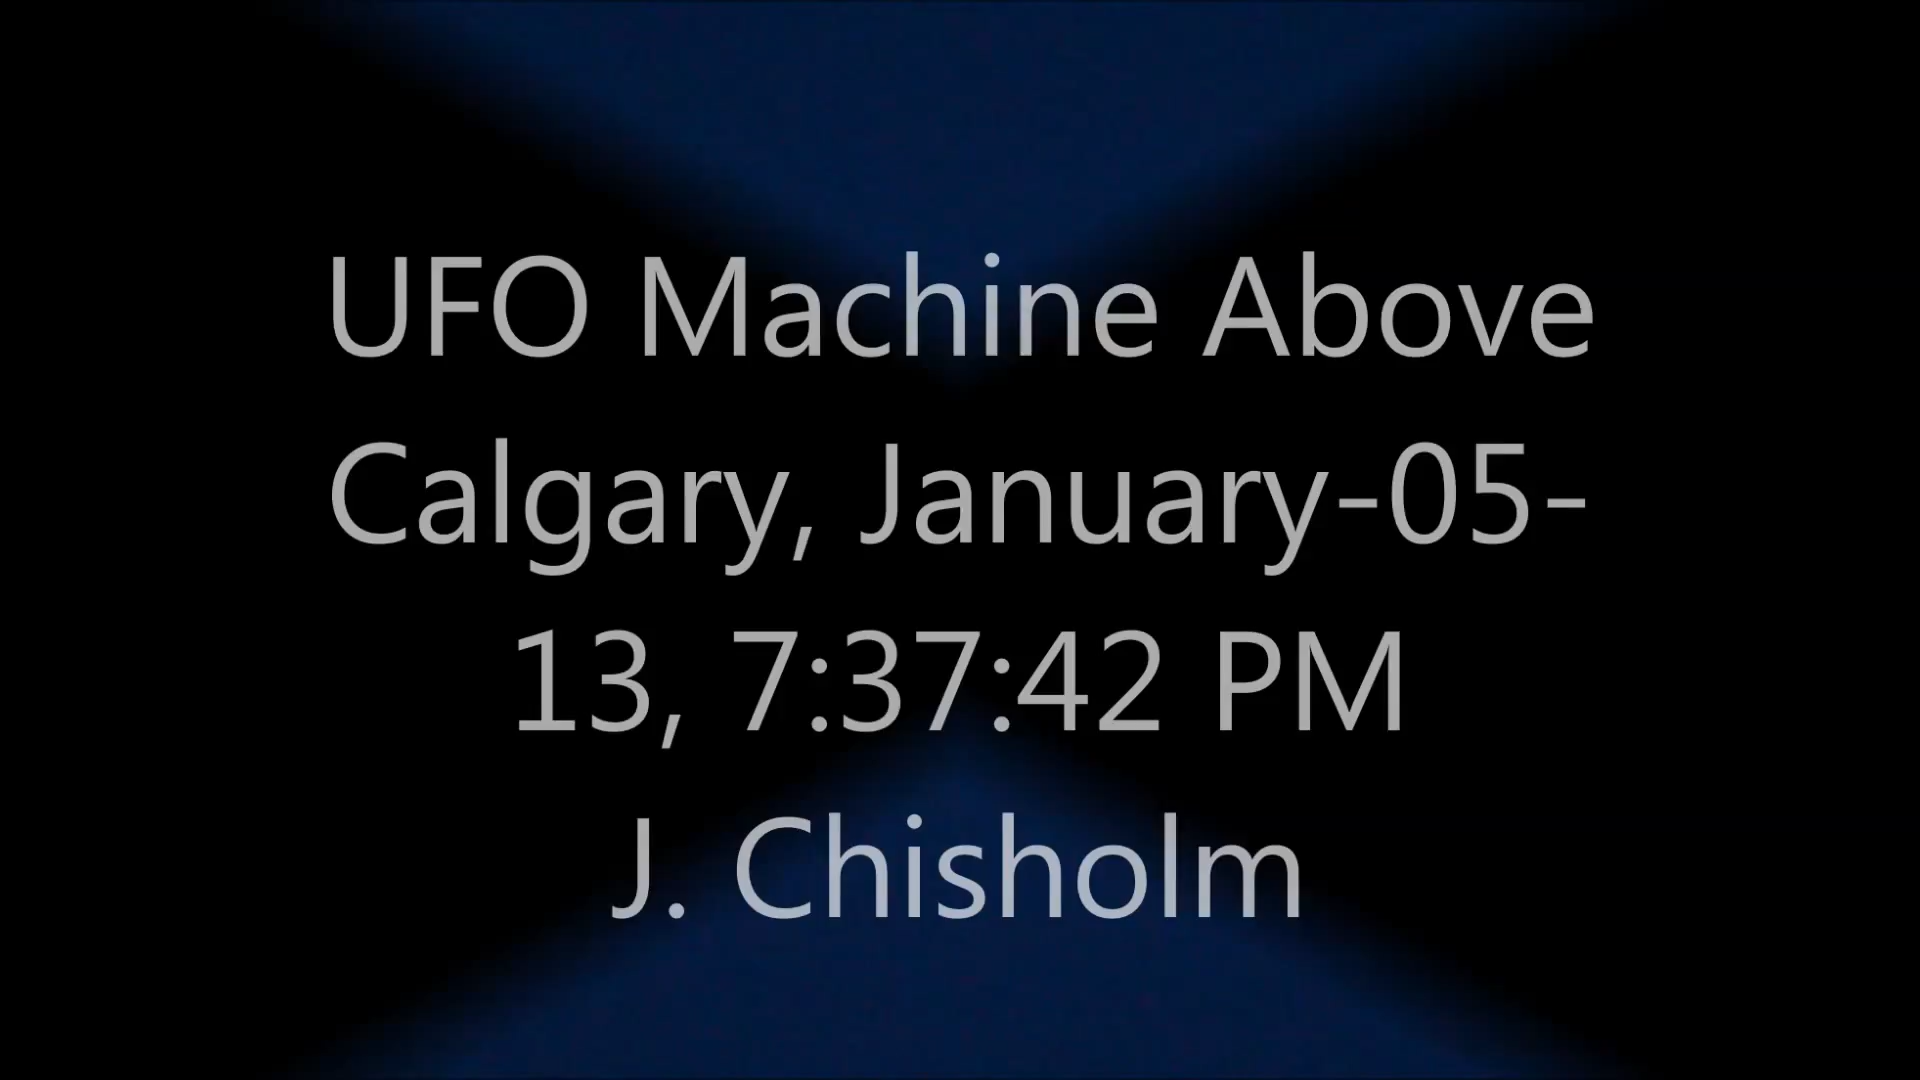 UFO Machine Above
Calgary, January-05-
13, 7:37:42 PM
J. Chisholm